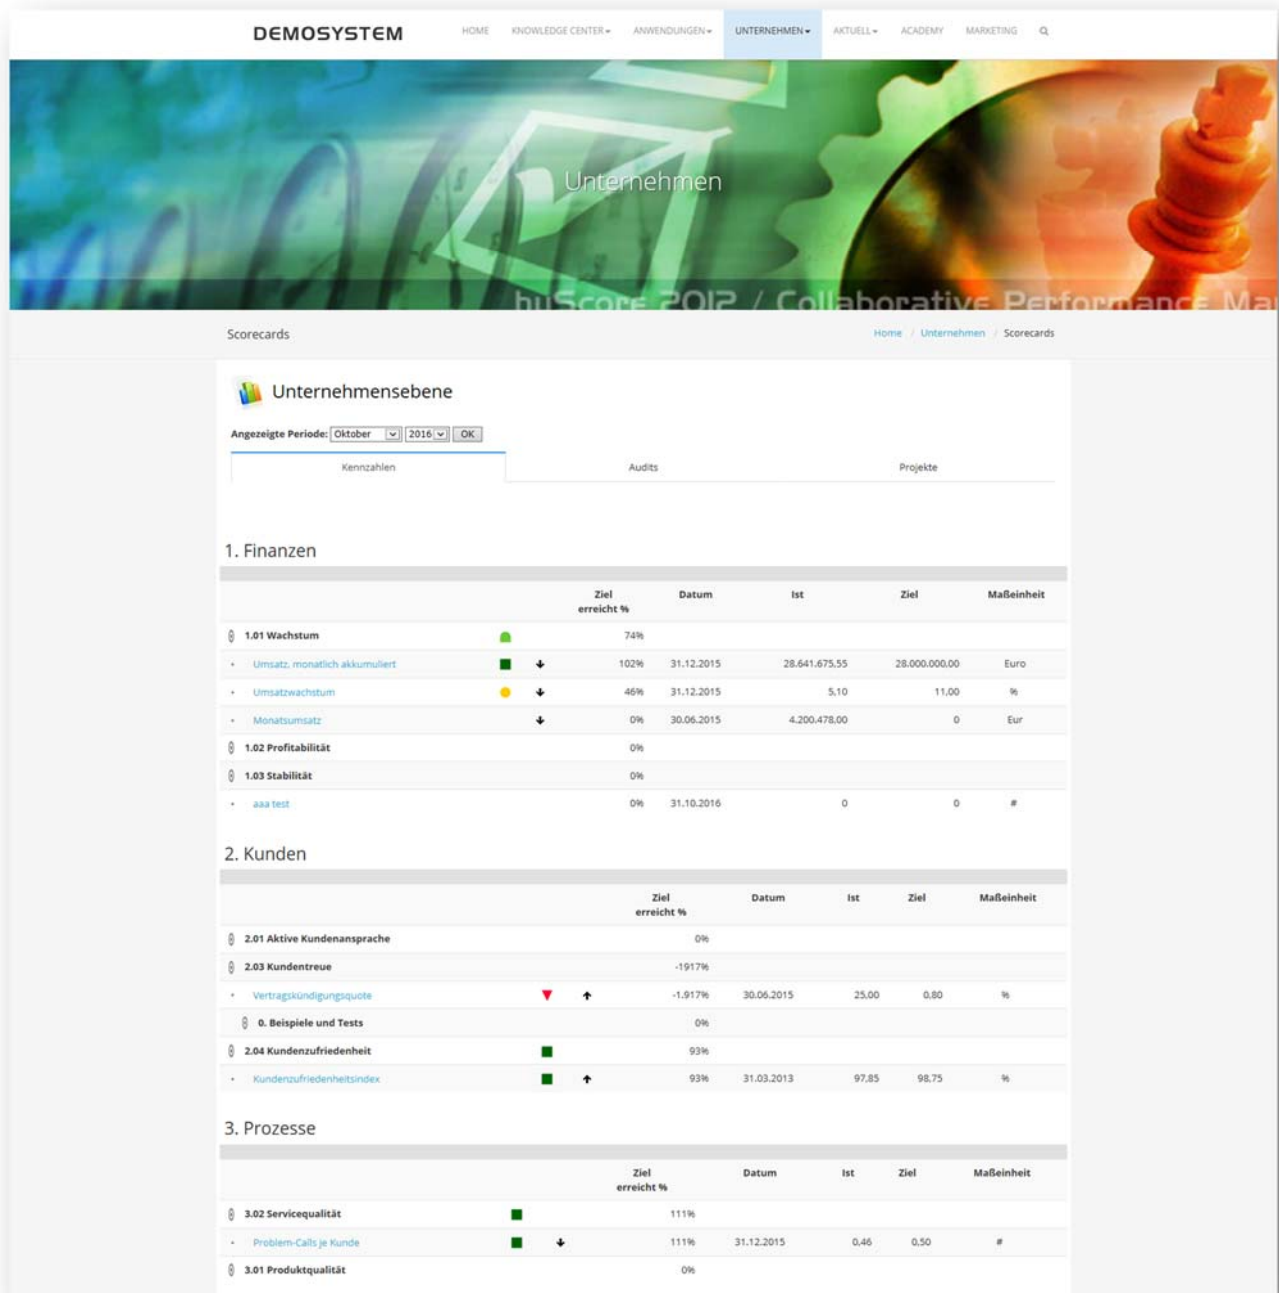 DEMOSYSTEM HOME KNOWLEDGE CENTER ANWENDUNGEN UNTERNEHMEN AKTUELL ACADEMY MARKETING
Unternehmen
huScore 2012 / Collaborative Performance Ma
Scorecards Home / Unternehmen / Scorecards
Unternehmensebene
Angezeigte Periode: Oktober 2016 OK
Kennzahlen Audits Projekte
1. Finanzen
Ziel erreicht % Datum Ist Ziel Maßeinheit
1.01 Wachstum 74%
Umsatz, monatlich akkumuliert 102% 31.12.2015 28.641.675,55 28.000.000,00 Euro
Umsatzwachstum 46% 31.12.2015 5,10 11,00 %
Monatsumsatz 0% 30.06.2015 4.200.478,00 0 Eur
1.02 Profitabilität 0%
1.03 Stabilität 0%
aaa test 0% 31.10.2016 0 0 #
2. Kunden
Ziel erreicht % Datum Ist Ziel Maßeinheit
2.01 Aktive Kundenansprache 0%
2.03 Kundentreue -1917%
Vertragskündigungsquote -1.917% 30.06.2015 25,00 0,80 %
0. Beispiele und Tests 0%
2.04 Kundenzufriedenheit 93%
Kundenzufriedenheitsindex 93% 31.03.2013 97,85 98,75 %
3. Prozesse
Ziel erreicht % Datum Ist Ziel Maßeinheit
3.02 Servicequalität 111%
Problem-Calls je Kunde 111% 31.12.2015 0,46 0,50 #
3.01 Produktqualität 0%